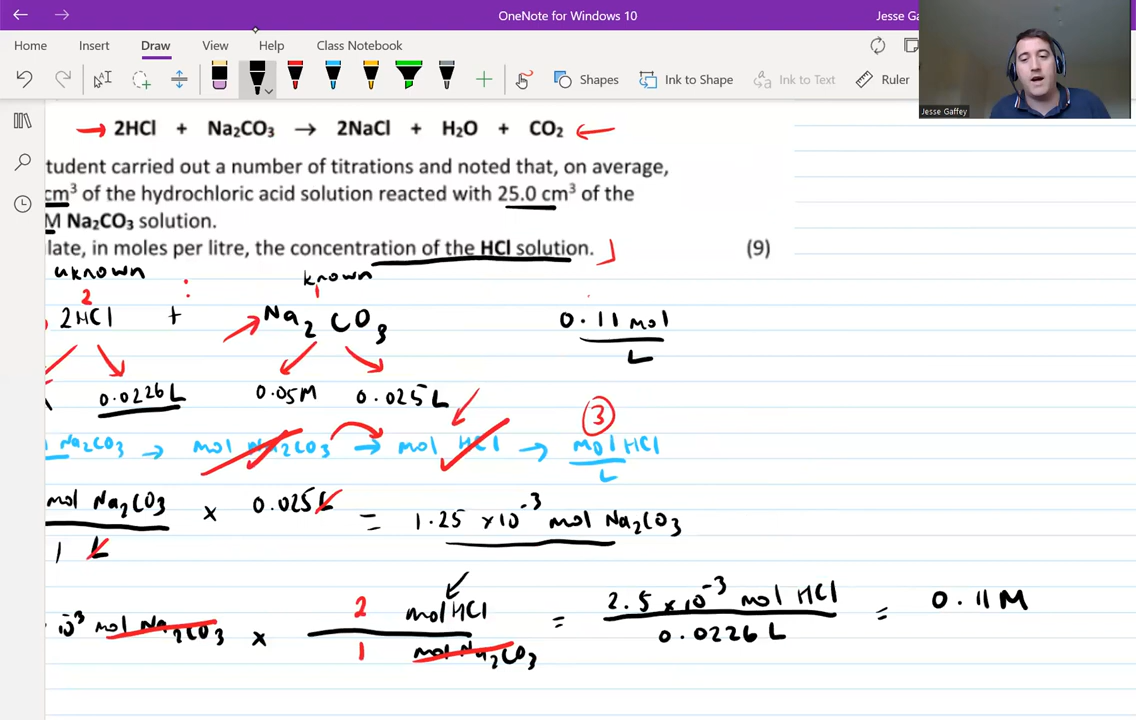 OneNote for Windows 10
Jesse Ga
Home Insert Draw View Help Class Notebook
Shapes Ink to Shape Ink to Text Ruler
Jesse Gaffey
2HCl + Na₂CO₃ → 2NaCl + H₂O + CO₂
tudent carried out a number of titrations and noted that, on average,
cm³ of the hydrochloric acid solution reacted with 25.0 cm³ of the
M Na₂CO₃ solution.
late, in moles per litre, the concentration of the HCl solution. (9)
uknown known
2 : 1
2HCl + Na₂CO₃ 0.11 mol
L
0.0226 L 0.05M 0.025 L
3
Na₂CO₃ → mol Na₂CO₃ → mol HCl → mol HCl
L
mol Na₂CO₃ × 0.025 L = 1.25 × 10⁻³ mol Na₂CO₃
1 L
10⁻³ mol Na₂CO₃ × 2 mol HCl = 2.5 × 10⁻³ mol HCl = 0.11 M
1 mol Na₂CO₃ 0.0226 L